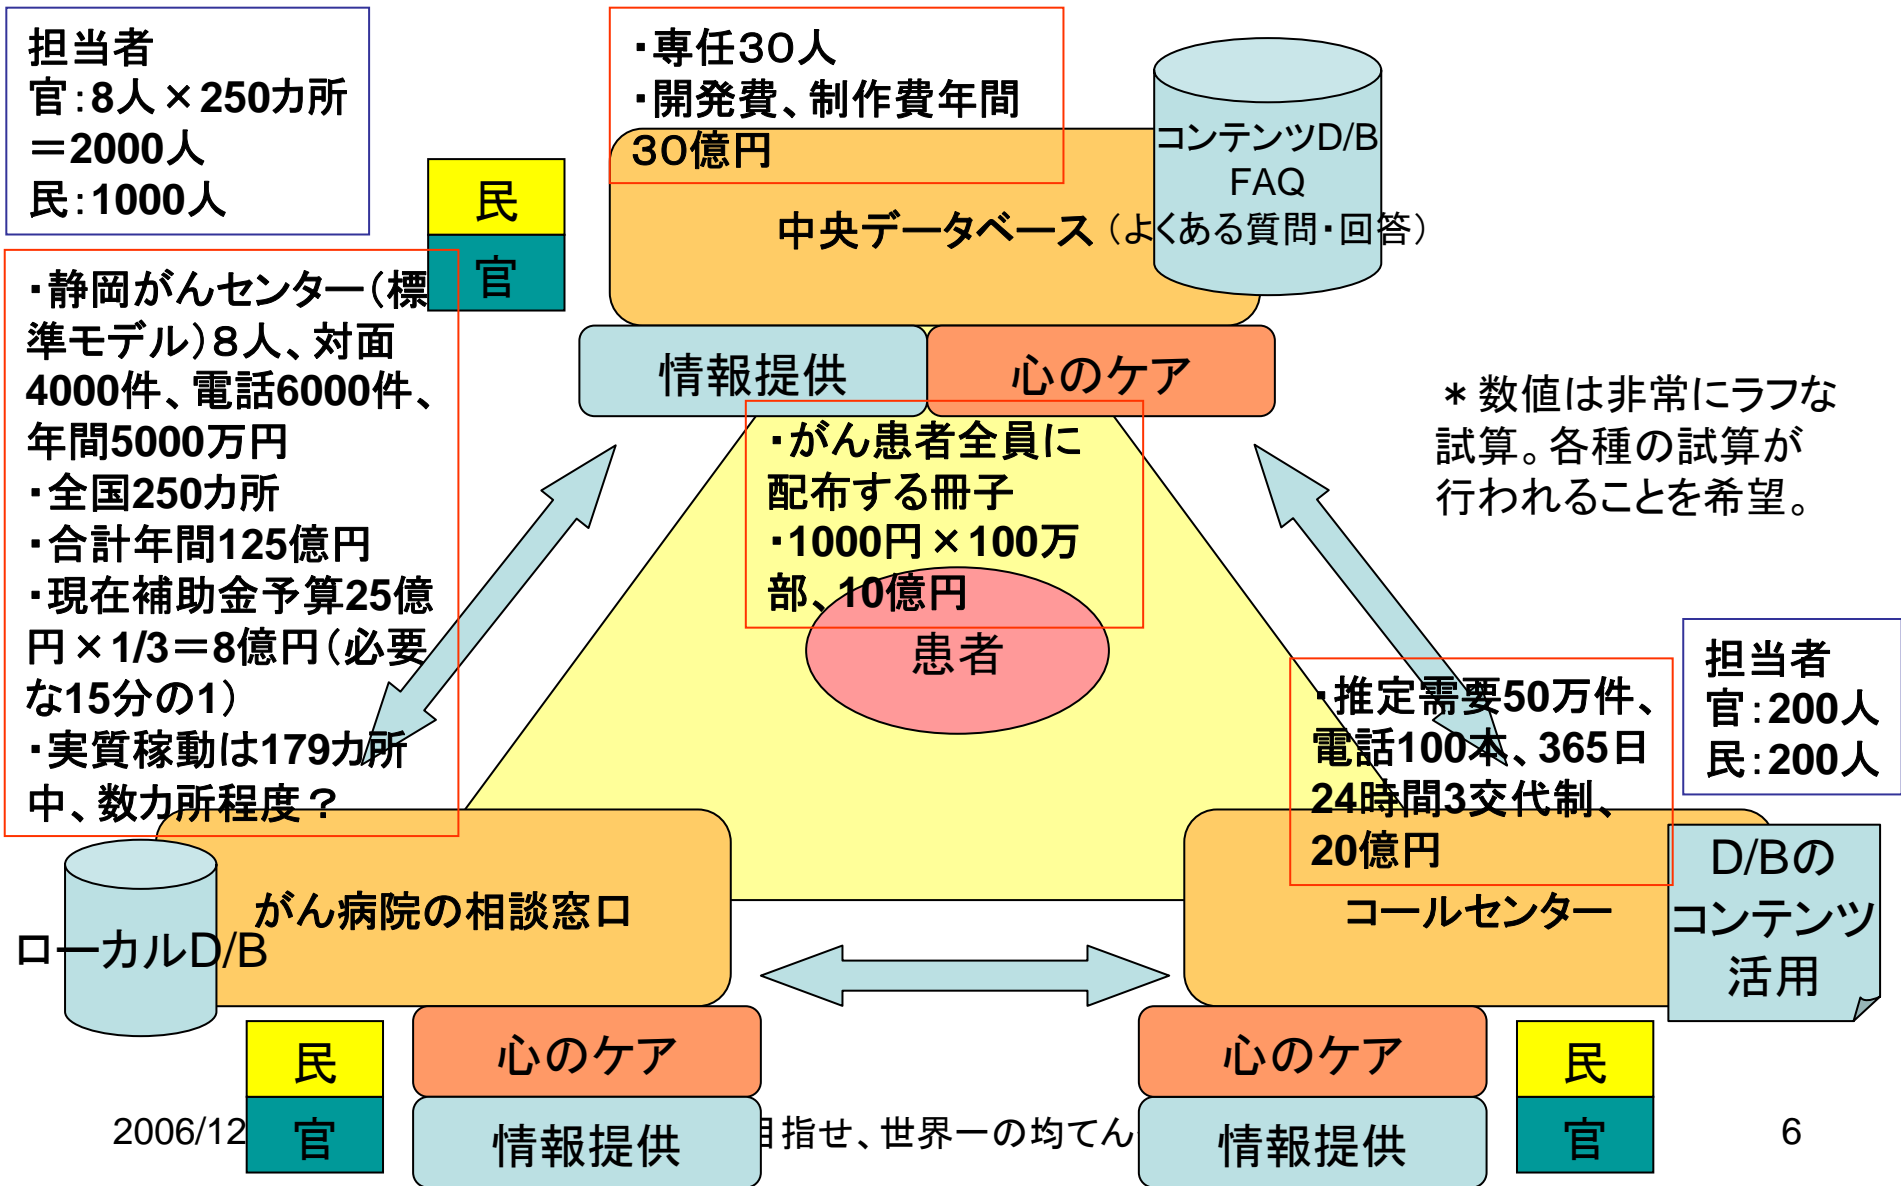 担当者
官：8人×250カ所
＝2000人
民：1000人
・専任30人
・開発費、制作費年間
30億円
コンテンツD/B
FAQ
（よくある質問・回答）
中央データベース
民
官
情報提供
心のケア
・静岡がんセンター（標
準モデル）8人、対面
4000件、電話6000件、
年間5000万円
・全国250カ所
・合計年間125億円
・現在補助金予算25億
円×1/3＝8億円（必要
な15分の1）
・実質稼動は179カ所
中、数カ所程度？
・がん患者全員に
配布する冊子
・1000円×100万
部、10億円
患者
＊数値は非常にラフな
試算。各種の試算が
行われることを希望。
担当者
官：200人
民：200人
・推定需要50万件、
電話100本、365日
24時間3交代制、
20億円
がん病院の相談窓口
ローカルD/B
コールセンター
D/Bの
コンテンツ
活用
民
官
心のケア
情報提供
心のケア
情報提供
民
官
2006/12
目指せ、世界一の均てん
6